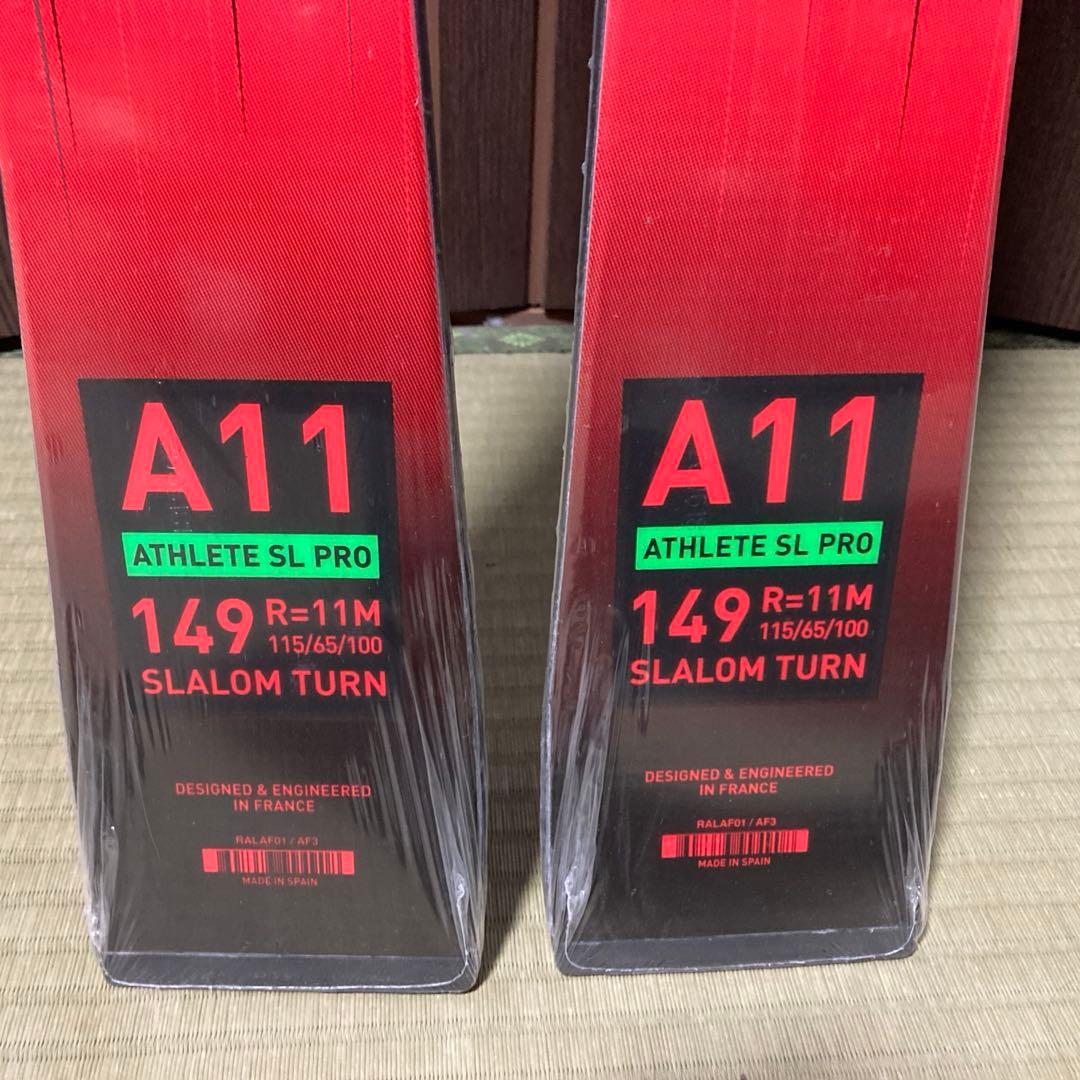 A11
ATHLETE SL PRO
149 R=11M
115/65/100
SLALOM TURN
DESIGNED & ENGINEERED
IN FRANCE
RALAF01 / AF3
MADE IN SPAIN
A11
ATHLETE SL PRO
149 R=11M
115/65/100
SLALOM TURN
DESIGNED & ENGINEERED
IN FRANCE
RALAF01 / AF3
MADE IN SPAIN